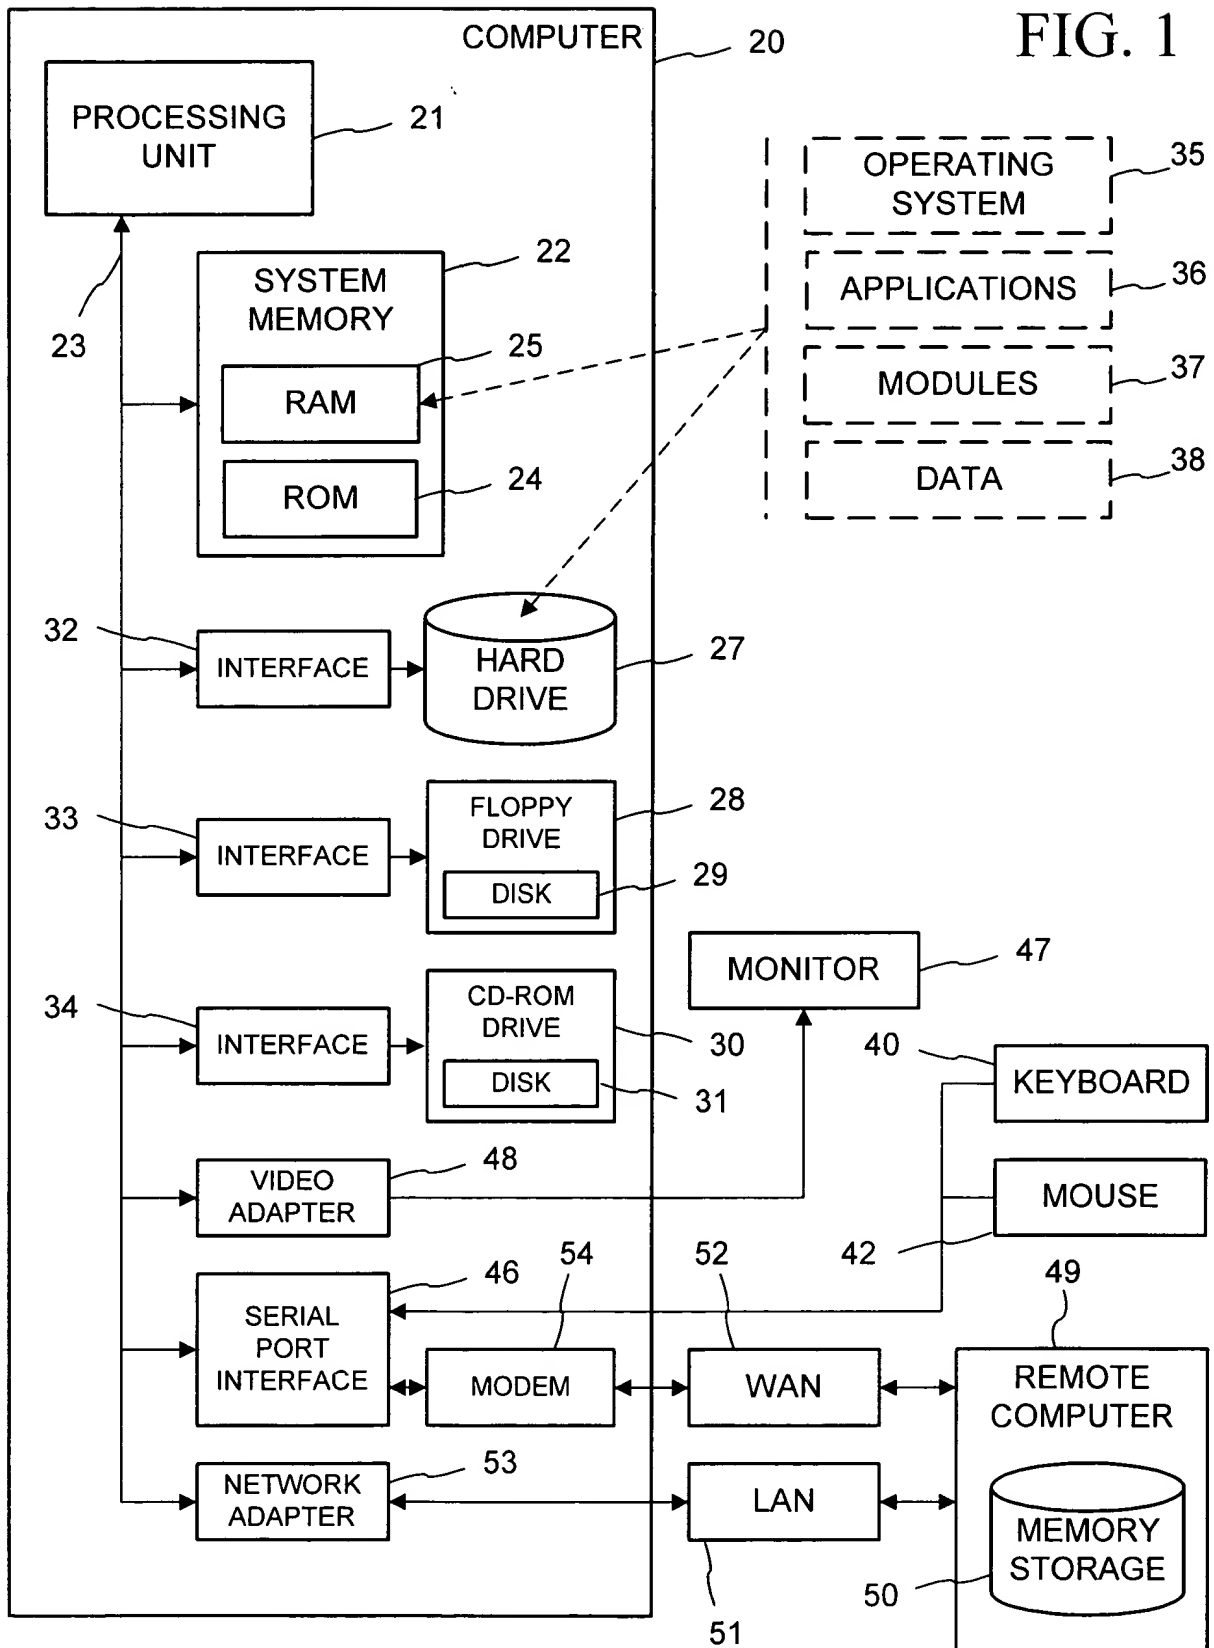 FIG. 1
COMPUTER
20
PROCESSING
UNIT
21
23
SYSTEM
MEMORY
22
25
RAM
ROM
24
OPERATING
SYSTEM
35
APPLICATIONS
36
MODULES
37
DATA
38
32
INTERFACE
HARD
DRIVE
27
33
INTERFACE
FLOPPY
DRIVE
28
DISK
29
34
INTERFACE
CD-ROM
DRIVE
30
DISK
31
MONITOR
47
40
KEYBOARD
MOUSE
42
VIDEO
ADAPTER
48
46
SERIAL
PORT
INTERFACE
54
MODEM
52
WAN
49
REMOTE
COMPUTER
NETWORK
ADAPTER
53
LAN
51
MEMORY
STORAGE
50